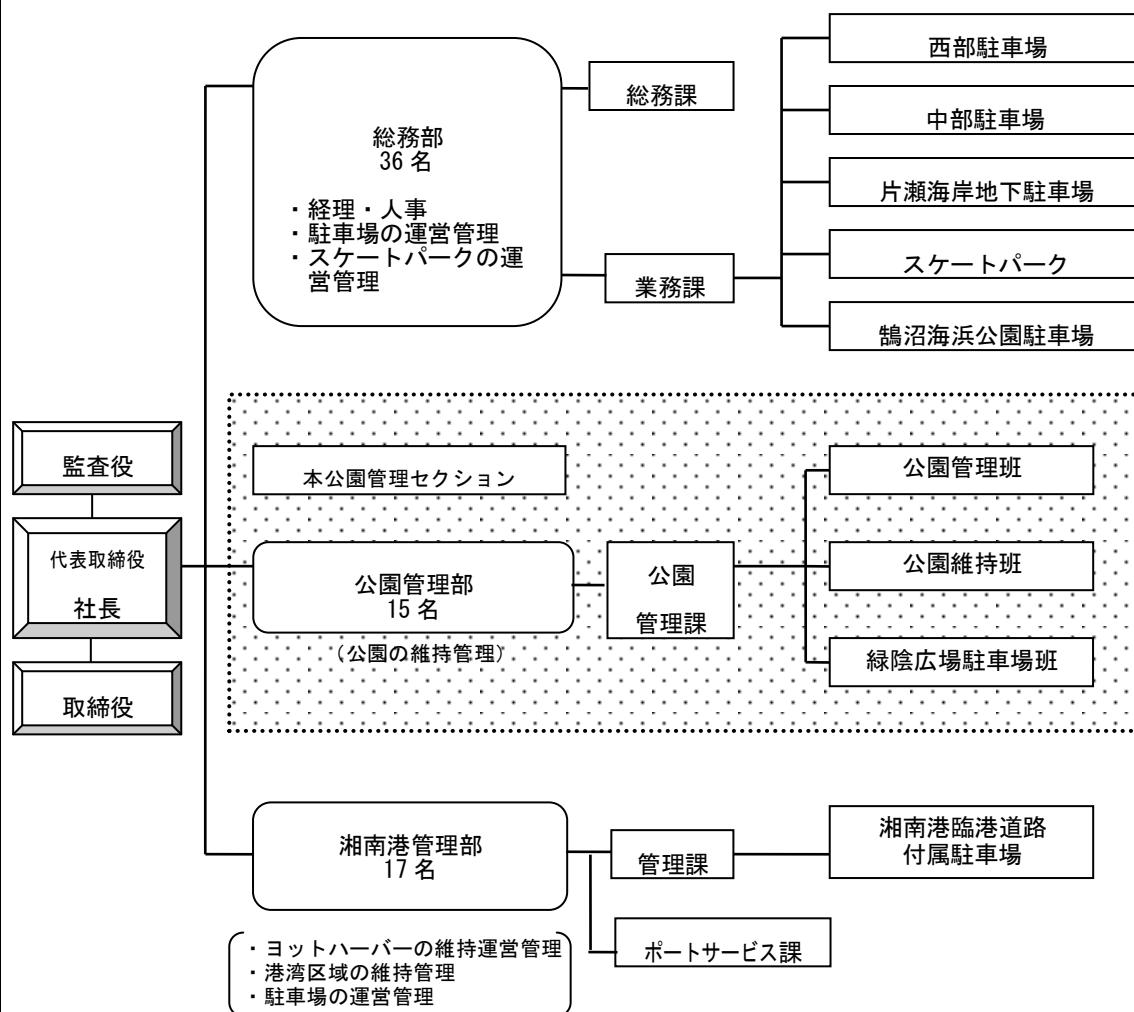 総務部
36 名
・経理・人事
・駐車場の運営管理
・スケートパークの運
営管理
総務課
業務課
西部駐車場
中部駐車場
片瀬海岸地下駐車場
スケートパーク
鵠沼海浜公園駐車場
監査役
代表取締役
社長
取締役
本公園管理セクション
公園管理部
15 名
（公園の維持管理）
公園
管理課
公園管理班
公園維持班
緑陰広場駐車場班
湘南港管理部
17 名
・ヨットハーバーの維持運営管理
・港湾区域の維持管理
・駐車場の運営管理
管理課
ポートサービス課
湘南港臨港道路
付属駐車場